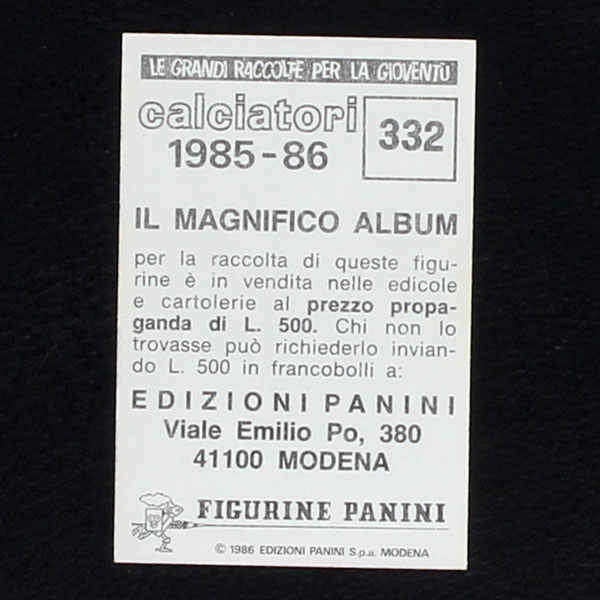 LE GRANDI RACCOLTE PER LA GIOVENTÙ
calciatori
332
1985-86
IL MAGNIFICO ALBUM
per la raccolta di queste figu-
rine è in vendita nelle edicole
e cartolerie al prezzo propa-
ganda di L. 500. Chi non lo
trovasse può richiederlo invian-
do L. 500 in francobolli a:
EDIZIONI PANINI
Viale Emilio Po, 380
41100 MODENA
FIGURINE PANINI
© 1986 EDIZIONI PANINI S.p.a. MODENA